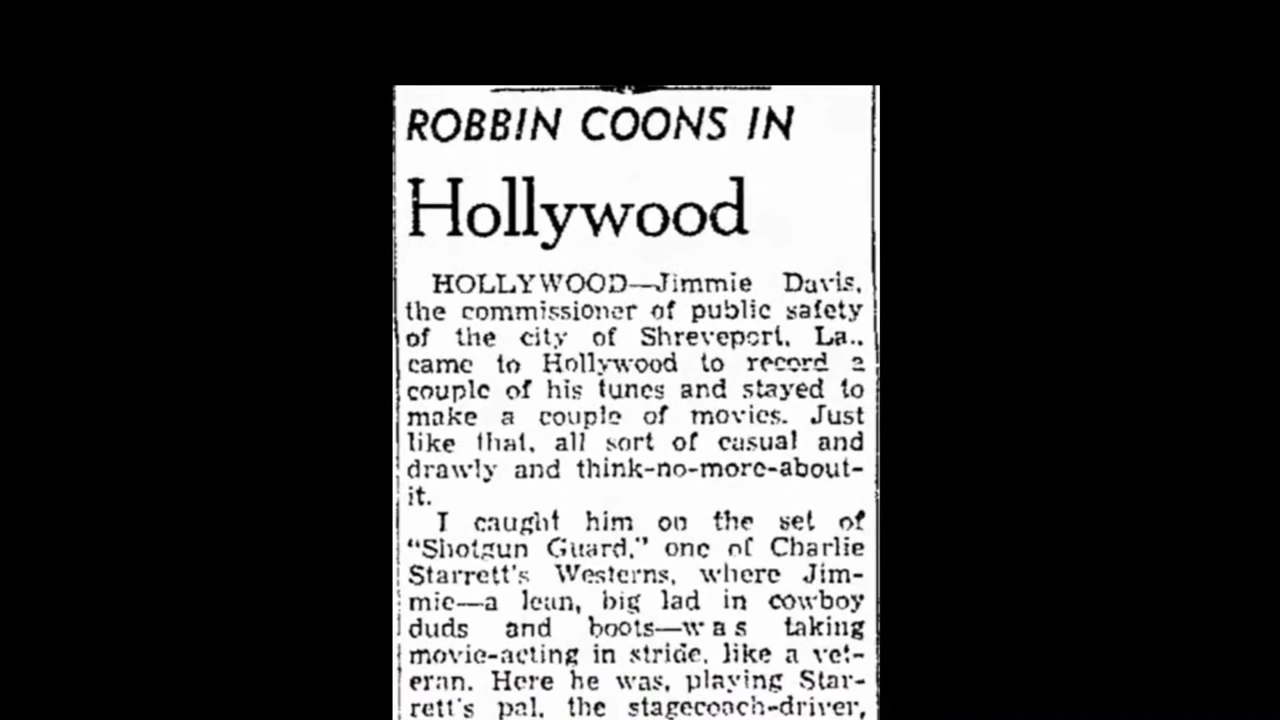 ROBBIN COONS IN
Hollywood
HOLLYWOOD—Jimmie Davis,
the commissioner of public safety
of the city of Shreveport, La.,
came to Hollywood to record a
couple of his tunes and stayed to
make a couple of movies. Just
like that, all sort of casual and
drawly and think-no-more-about-
it.
I caught him on the set of
“Shotgun Guard,” one of Charlie
Starrett's Westerns, where Jim-
mie—a lean, big lad in cowboy
duds and boots—was taking
movie-acting in stride, like a vet-
eran. Here he was, playing Star-
rett's pal, the stagecoach-driver,